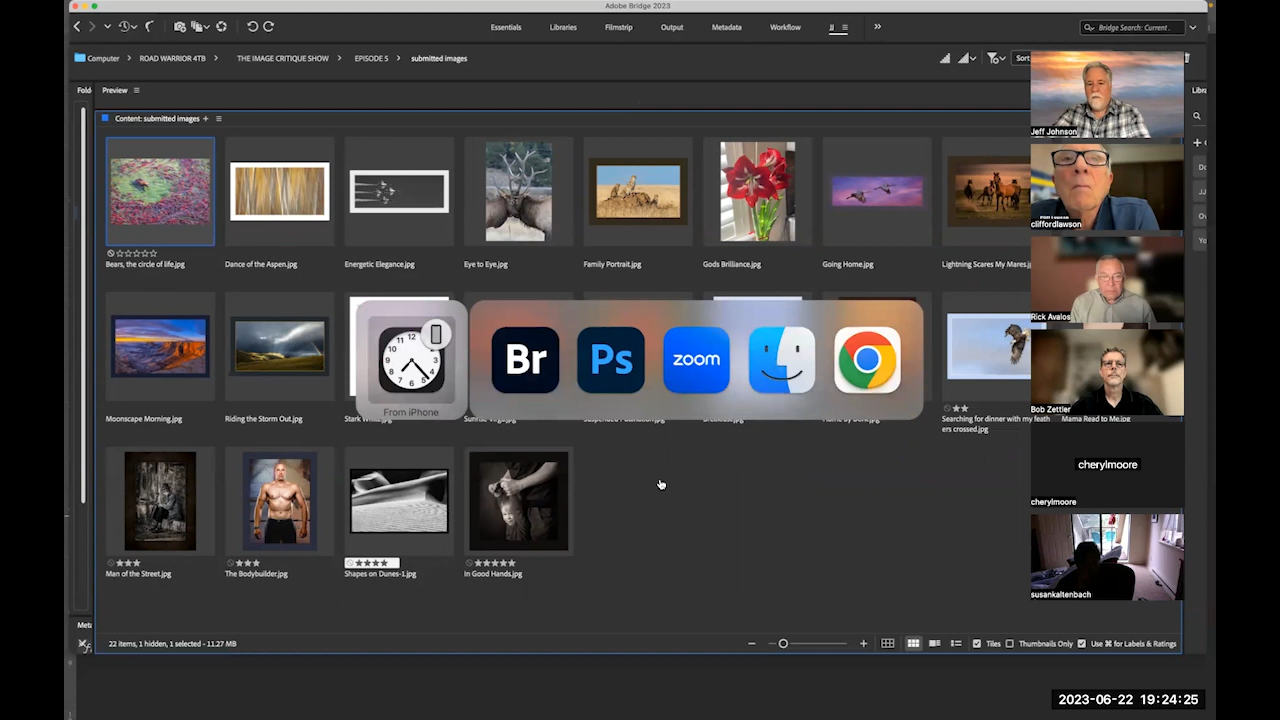 Adobe Bridge 2023
Essentials
Libraries
Filmstrip
Output
Metadata
Workflow
JJ
Bridge Search: Current .
Computer
ROAD WARRIOR 4TB
THE IMAGE CRITIQUE SHOW
EPISODE 5
submitted images
Sort
Fold
Preview
Libra
Content: submitted images
Bears, the circle of life.jpg
Dance of the Aspen.jpg
Energetic Elegance.jpg
Eye to Eye.jpg
Family Portrait.jpg
Gods Brilliance.jpg
Going Home.jpg
Lightning Scares My Mares.jpg
Moonscape Morning.jpg
Riding the Storm Out.jpg
Searching for dinner with my feath
ers crossed.jpg
Mama Read to Me.jpg
Br
Ps
zoom
From iPhone
Man of the Street.jpg
The Bodybuilder.jpg
Shapes on Dunes-1.jpg
In Good Hands.jpg
Jeff Johnson
cliffordlawson
Rick Avalos
Bob Zettler
cherylmoore
cherylmoore
susankaltenbach
Meta
22 items, 1 hidden, 1 selected - 11.27 MB
Tiles
Thumbnails Only
Use ⌘ for Labels & Ratings
2023-06-22 19:24:25